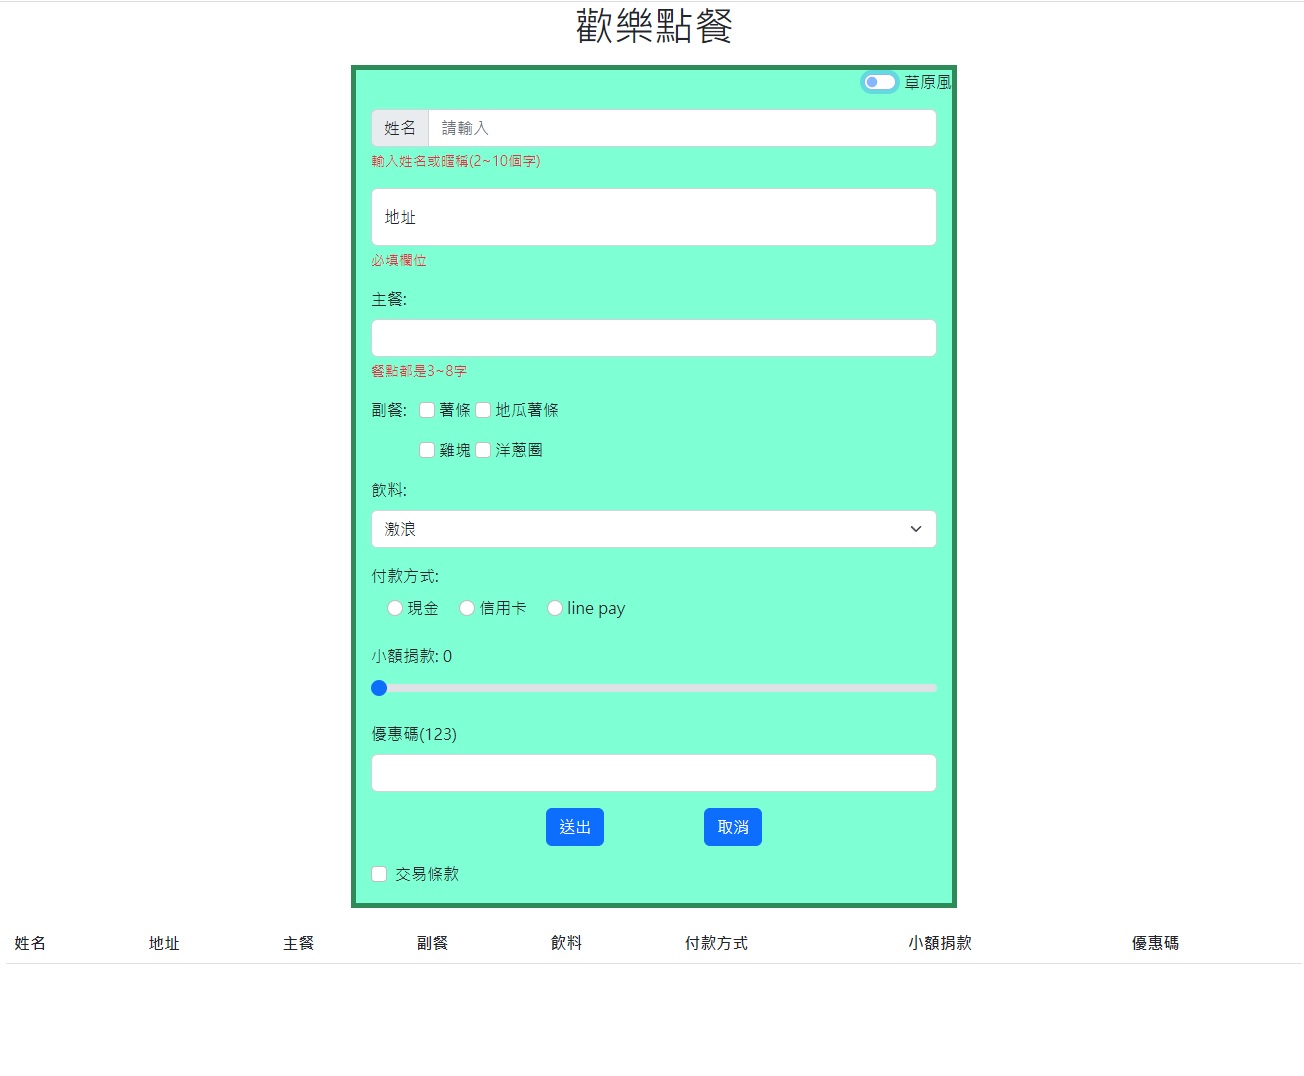 歡樂點餐
草原風
姓名 請輸入
輸入姓名或暱稱(2~10個字)
地址
必填欄位
主餐:
餐點都是3~8字
副餐: 薯條 地瓜薯條
雞塊 洋蔥圈
飲料:
激浪
付款方式:
現金 信用卡 line pay
小額捐款: 0
優惠碼(123)
送出 取消
交易條款
姓名 地址 主餐 副餐 飲料 付款方式 小額捐款 優惠碼